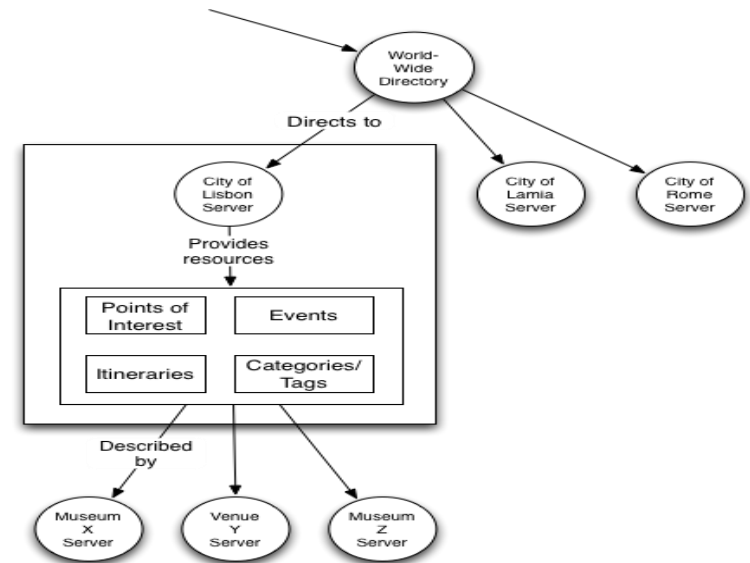 World-
Wide
Directory
Directs to
City of
Lisbon
Server
City of
Lamia
Server
City of
Rome
Server
Provides
resources
Points of
Interest
Events
Itineraries
Categories/
Tags
Described
by
Museum
X
Server
Venue
Y
Server
Museum
Z
Server